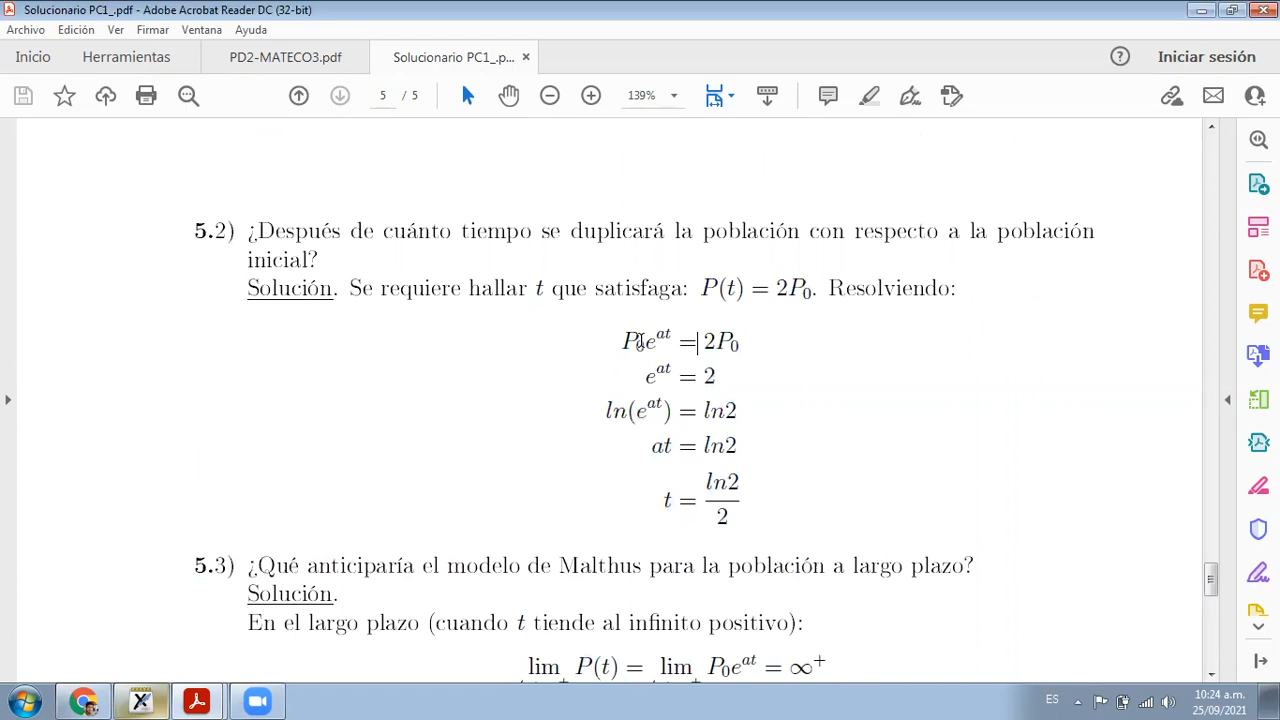 Solucionario PC1_.pdf - Adobe Acrobat Reader DC (32-bit)
Archivo Edición Ver Firmar Ventana Ayuda
Inicio Herramientas PD2-MATECO3.pdf Solucionario PC1_.p... × Iniciar sesión
5 / 5 139%
5.2) ¿Después de cuánto tiempo se duplicará la población con respecto a la población
inicial?
Solución. Se requiere hallar t que satisfaga: P(t) = 2P₀. Resolviendo:
P₀e^{at} = 2P₀
e^{at} = 2
ln(e^{at}) = ln2
at = ln2
t = \frac{ln2}{2}
5.3) ¿Qué anticiparía el modelo de Malthus para la población a largo plazo?
Solución.
En el largo plazo (cuando t tiende al infinito positivo):
lim P(t) = lim P₀e^{at} = ∞⁺
ES 10:24 a.m.
25/09/2021